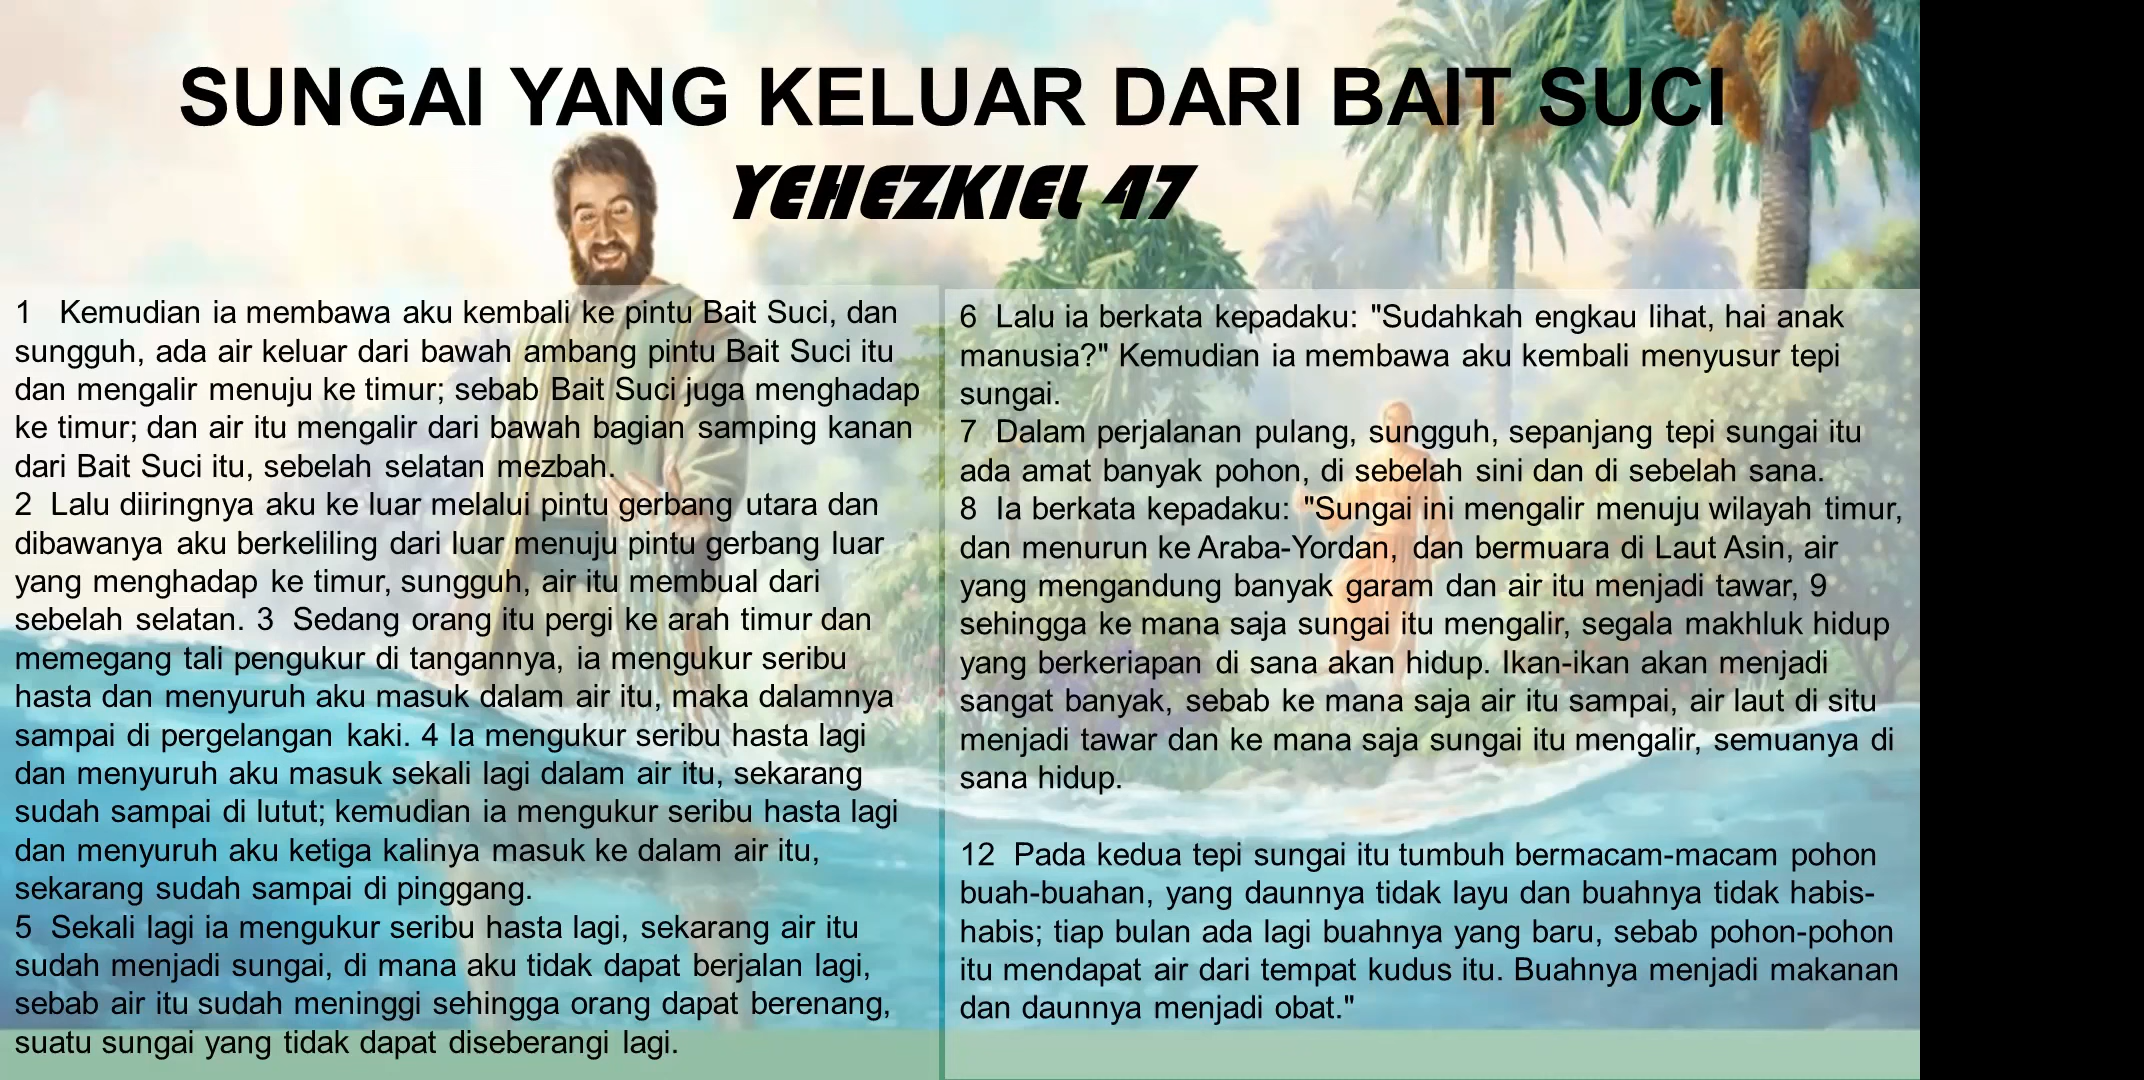 SUNGAI YANG KELUAR DARI BAIT SUCI
YEHEZKIEL 47
1 Kemudian ia membawa aku kembali ke pintu Bait Suci, dan
sungguh, ada air keluar dari bawah ambang pintu Bait Suci itu
dan mengalir menuju ke timur; sebab Bait Suci juga menghadap
ke timur; dan air itu mengalir dari bawah bagian samping kanan
dari Bait Suci itu, sebelah selatan mezbah.
2 Lalu diiringnya aku ke luar melalui pintu gerbang utara dan
dibawanya aku berkeliling dari luar menuju pintu gerbang luar
yang menghadap ke timur, sungguh, air itu membual dari
sebelah selatan. 3 Sedang orang itu pergi ke arah timur dan
memegang tali pengukur di tangannya, ia mengukur seribu
hasta dan menyuruh aku masuk dalam air itu, maka dalamnya
sampai di pergelangan kaki. 4 Ia mengukur seribu hasta lagi
dan menyuruh aku masuk sekali lagi dalam air itu, sekarang
sudah sampai di lutut; kemudian ia mengukur seribu hasta lagi
dan menyuruh aku ketiga kalinya masuk ke dalam air itu,
sekarang sudah sampai di pinggang.
5 Sekali lagi ia mengukur seribu hasta lagi, sekarang air itu
sudah menjadi sungai, di mana aku tidak dapat berjalan lagi,
sebab air itu sudah meninggi sehingga orang dapat berenang,
suatu sungai yang tidak dapat diseberangi lagi.
6 Lalu ia berkata kepadaku: "Sudahkah engkau lihat, hai anak
manusia?" Kemudian ia membawa aku kembali menyusur tepi
sungai.
7 Dalam perjalanan pulang, sungguh, sepanjang tepi sungai itu
ada amat banyak pohon, di sebelah sini dan di sebelah sana.
8 Ia berkata kepadaku: "Sungai ini mengalir menuju wilayah timur,
dan menurun ke Araba-Yordan, dan bermuara di Laut Asin, air
yang mengandung banyak garam dan air itu menjadi tawar, 9
sehingga ke mana saja sungai itu mengalir, segala makhluk hidup
yang berkeriapan di sana akan hidup. Ikan-ikan akan menjadi
sangat banyak, sebab ke mana saja air itu sampai, air laut di situ
menjadi tawar dan ke mana saja sungai itu mengalir, semuanya di
sana hidup.
12 Pada kedua tepi sungai itu tumbuh bermacam-macam pohon
buah-buahan, yang daunnya tidak layu dan buahnya tidak habis-
habis; tiap bulan ada lagi buahnya yang baru, sebab pohon-pohon
itu mendapat air dari tempat kudus itu. Buahnya menjadi makanan
dan daunnya menjadi obat."